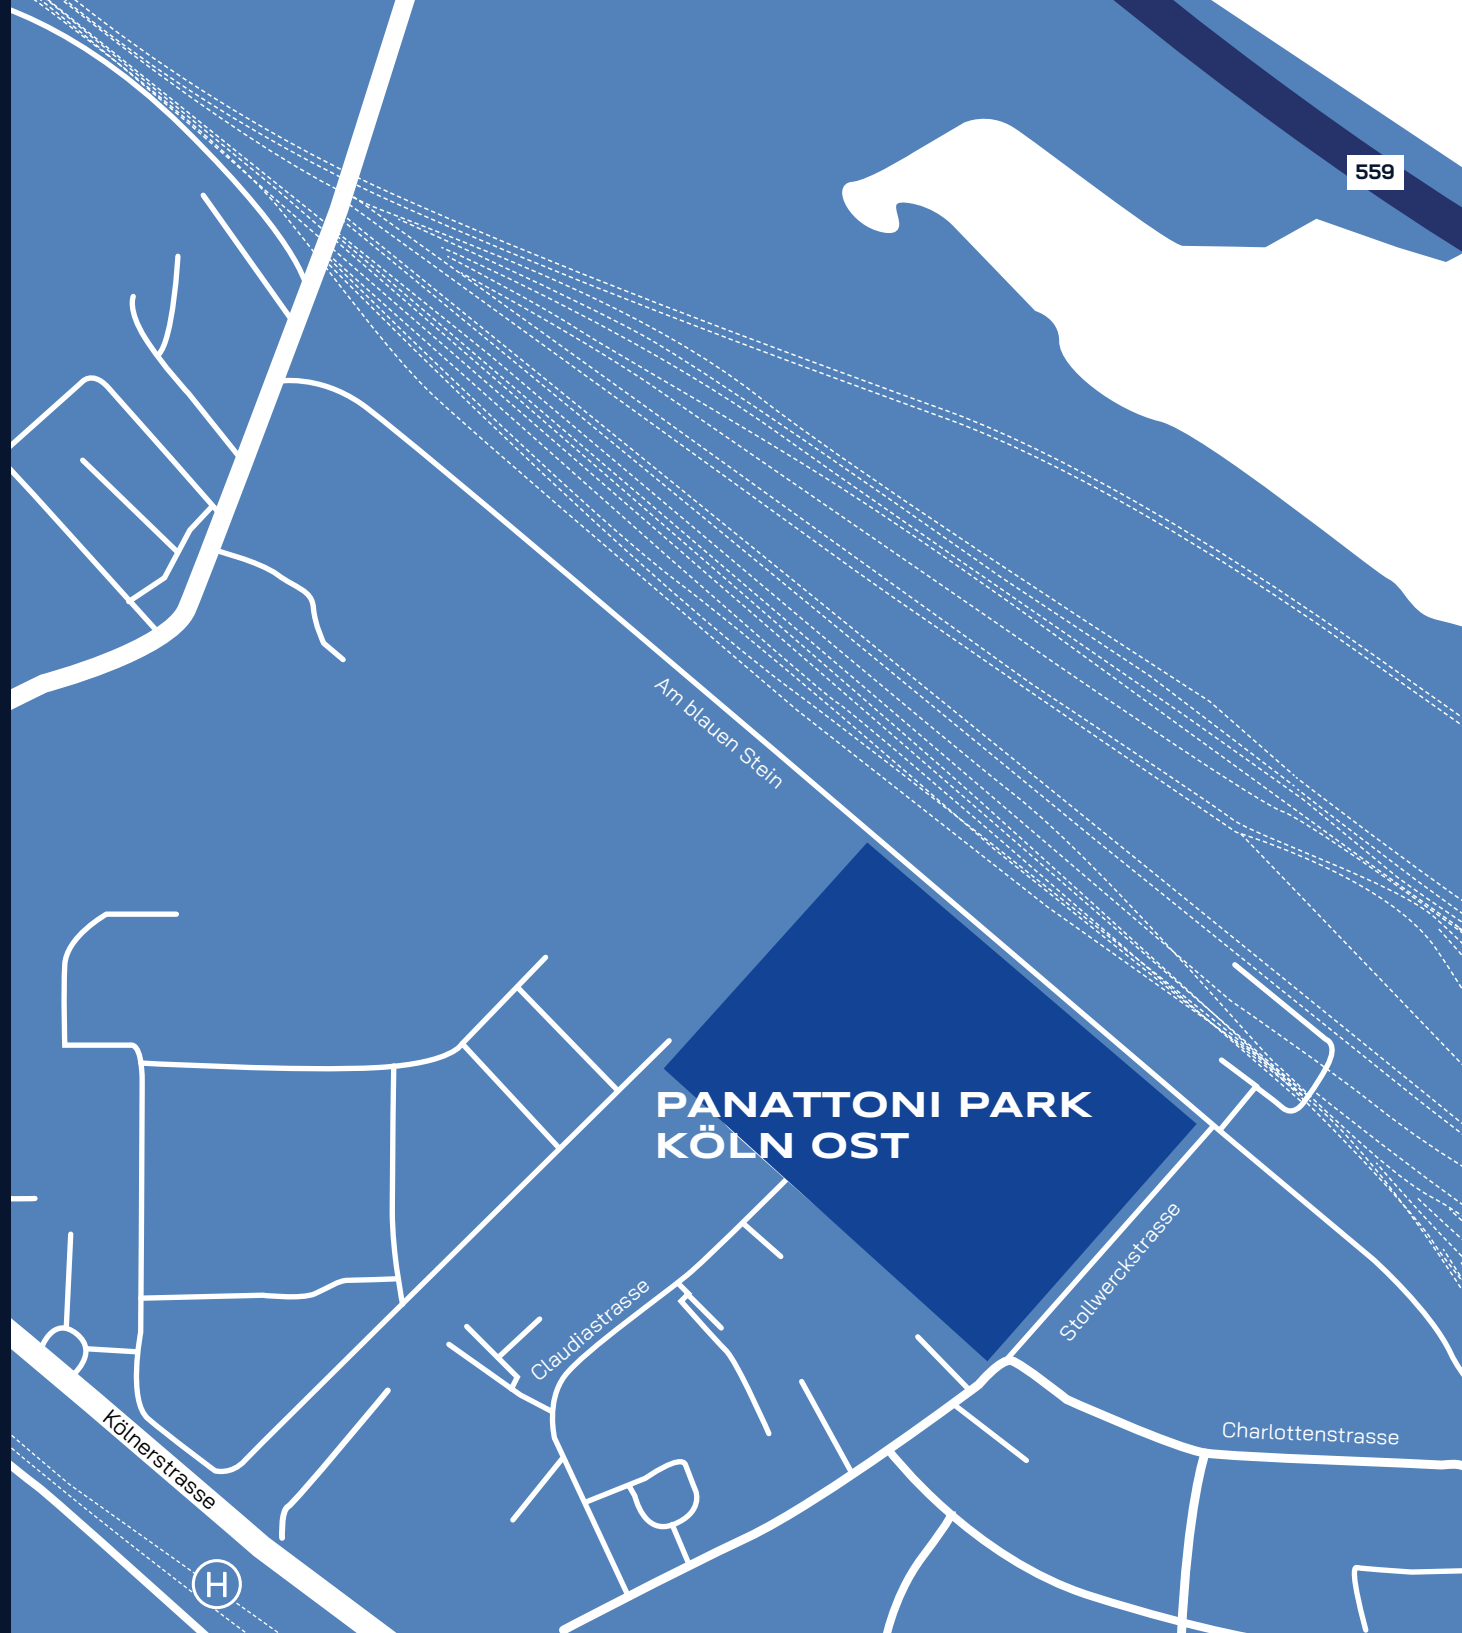 559
Am blauen Stein
PANATTONI PARK
KÖLN OST
Stollwerckstrasse
Claudiastrasse
Charlottenstrasse
Kölnerstrasse
H